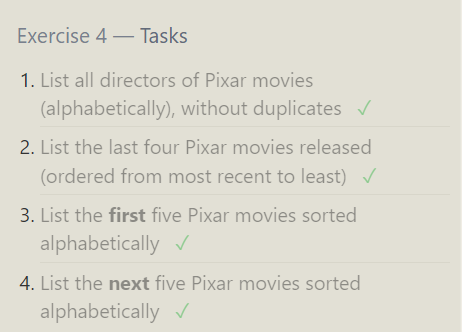 Exercise 4 — Tasks
1. List all directors of Pixar movies
(alphabetically), without duplicates ✓
2. List the last four Pixar movies released
(ordered from most recent to least) ✓
3. List the first five Pixar movies sorted
alphabetically ✓
4. List the next five Pixar movies sorted
alphabetically ✓